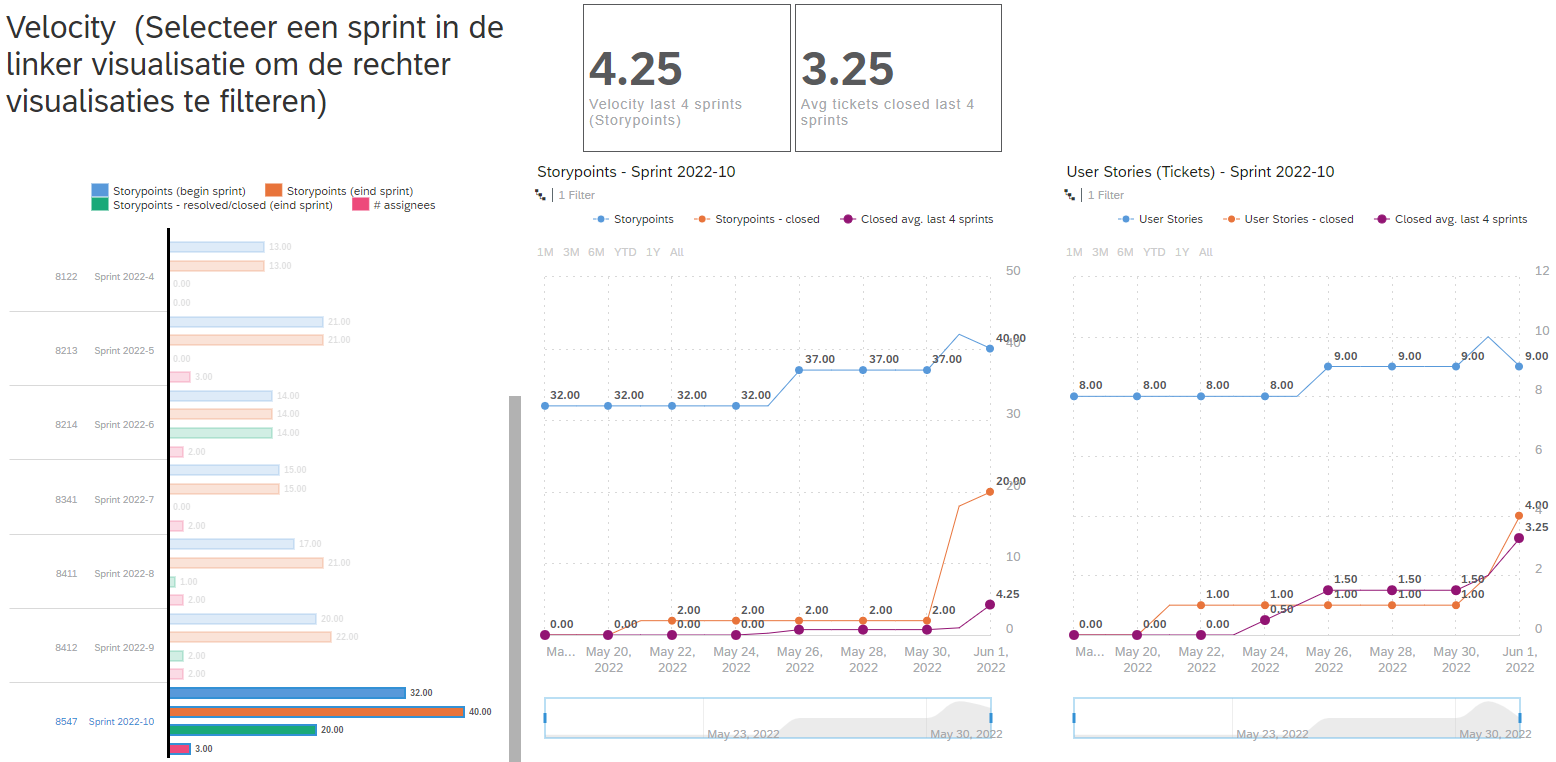 Velocity  (Selecteer een sprint in de
linker visualisatie om de rechter
visualisaties te filteren)
4.25
Velocity last 4 sprints
(Storypoints)
3.25
Avg tickets closed last 4
sprints
Storypoints (begin sprint) Storypoints (eind sprint)
Storypoints - resolved/closed (eind sprint) # assignees
8122 Sprint 2022-4
13.00
13.00
0.00
0.00
8213 Sprint 2022-5
21.00
21.00
0.00
3.00
8214 Sprint 2022-6
14.00
14.00
14.00
2.00
8341 Sprint 2022-7
15.00
15.00
0.00
2.00
8411 Sprint 2022-8
17.00
21.00
1.00
2.00
8412 Sprint 2022-9
20.00
22.00
2.00
2.00
8547 Sprint 2022-10
32.00
40.00
20.00
3.00
Storypoints - Sprint 2022-10
1 Filter
Storypoints Storypoints - closed Closed avg. last 4 sprints
1M 3M 6M YTD 1Y All
50
40
30
20
10
0
32.00 32.00 32.00 32.00 37.00 37.00 37.00 40.00
2.00 2.00 2.00 2.00 2.00 20.00
0.00 0.00 0.00 0.00 4.25
Ma... May 20, May 22, May 24, May 26, May 28, May 30, Jun 1,
2022 2022 2022 2022 2022 2022 2022
May 23, 2022 May 30, 2022
User Stories (Tickets) - Sprint 2022-10
1 Filter
User Stories User Stories - closed Closed avg. last 4 sprints
1M 3M 6M YTD 1Y All
12
10
8
6
4
2
0
8.00 8.00 8.00 8.00 9.00 9.00 9.00 9.00
1.00 1.00 1.00 1.00 1.00 4.00
0.00 0.00 0.00 0.50 1.50 1.50 1.50 3.25
Ma... May 20, May 22, May 24, May 26, May 28, May 30, Jun 1,
2022 2022 2022 2022 2022 2022 2022
May 23, 2022 May 30, 2022